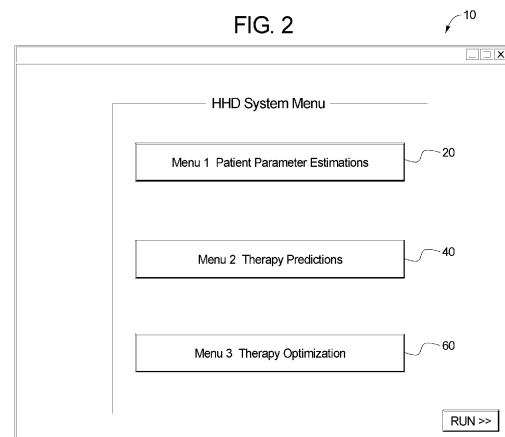 FIG. 2
10
HHD System Menu
Menu 1 Patient Parameter Estimations
20
Menu 2 Therapy Predictions
40
Menu 3 Therapy Optimization
60
RUN >>